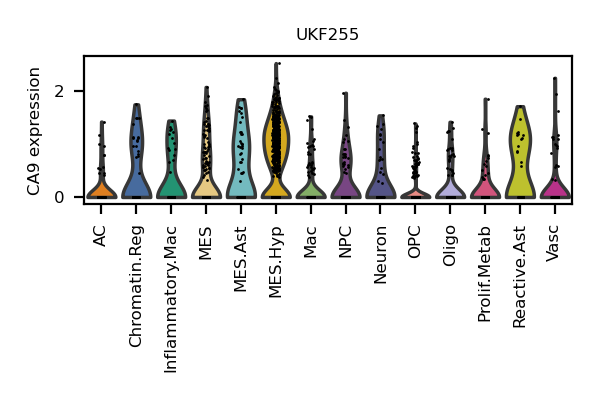 UKF255
CA9 expression
2
0
AC
Chromatin.Reg
Inflammatory.Mac
MES
MES.Ast
MES.Hyp
Mac
NPC
Neuron
OPC
Oligo
Prolif.Metab
Reactive.Ast
Vasc